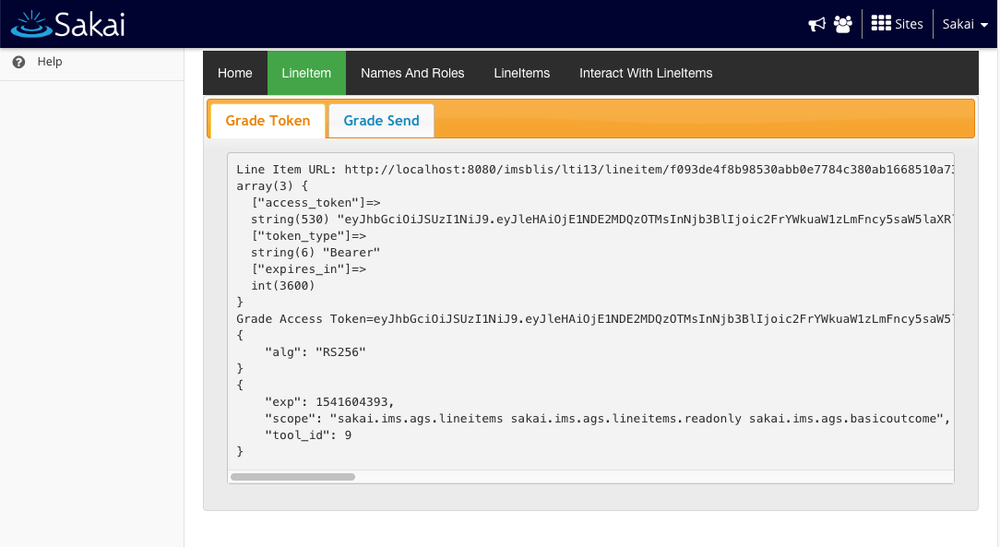 Sakai
Sites
Sakai
Help
Home
LineItem
Names And Roles
LineItems
Interact With LineItems
Grade Token
Grade Send
Line Item URL: http://localhost:8080/imsblis/lti13/lineitem/f093de4f8b98530abb0e7784c380ab1668510a73
array(3) {
["access_token"]=>
string(530) "eyJhbGciOiJSUzI1NiJ9.eyJleHAiOjE1NDE2MDQzOTMsInNjb3BlIjoic2FrYWkuaW1zLmFncy5saW5laXRl
["token_type"]=>
string(6) "Bearer"
["expires_in"]=>
int(3600)
}
Grade Access Token=eyJhbGciOiJSUzI1NiJ9.eyJleHAiOjE1NDE2MDQzOTMsInNjb3BlIjoic2FrYWkuaW1zLmFncy5saW5l
{
"alg": "RS256"
}
{
"exp": 1541604393,
"scope": "sakai.ims.ags.lineitems sakai.ims.ags.lineitems.readonly sakai.ims.ags.basicoutcome",
"tool_id": 9
}